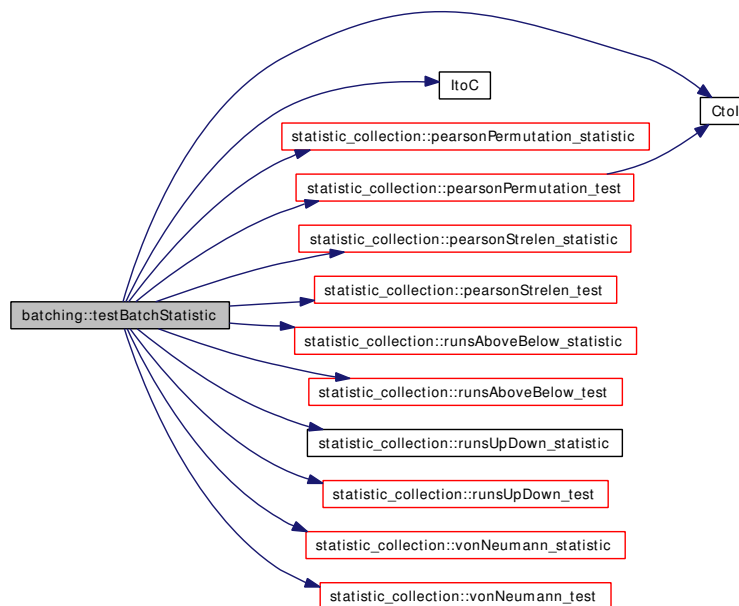 ItoC
CtoI
statistic_collection::pearsonPermutation_statistic
statistic_collection::pearsonPermutation_test
statistic_collection::pearsonStrelen_statistic
statistic_collection::pearsonStrelen_test
batching::testBatchStatistic
statistic_collection::runsAboveBelow_statistic
statistic_collection::runsAboveBelow_test
statistic_collection::runsUpDown_statistic
statistic_collection::runsUpDown_test
statistic_collection::vonNeumann_statistic
statistic_collection::vonNeumann_test